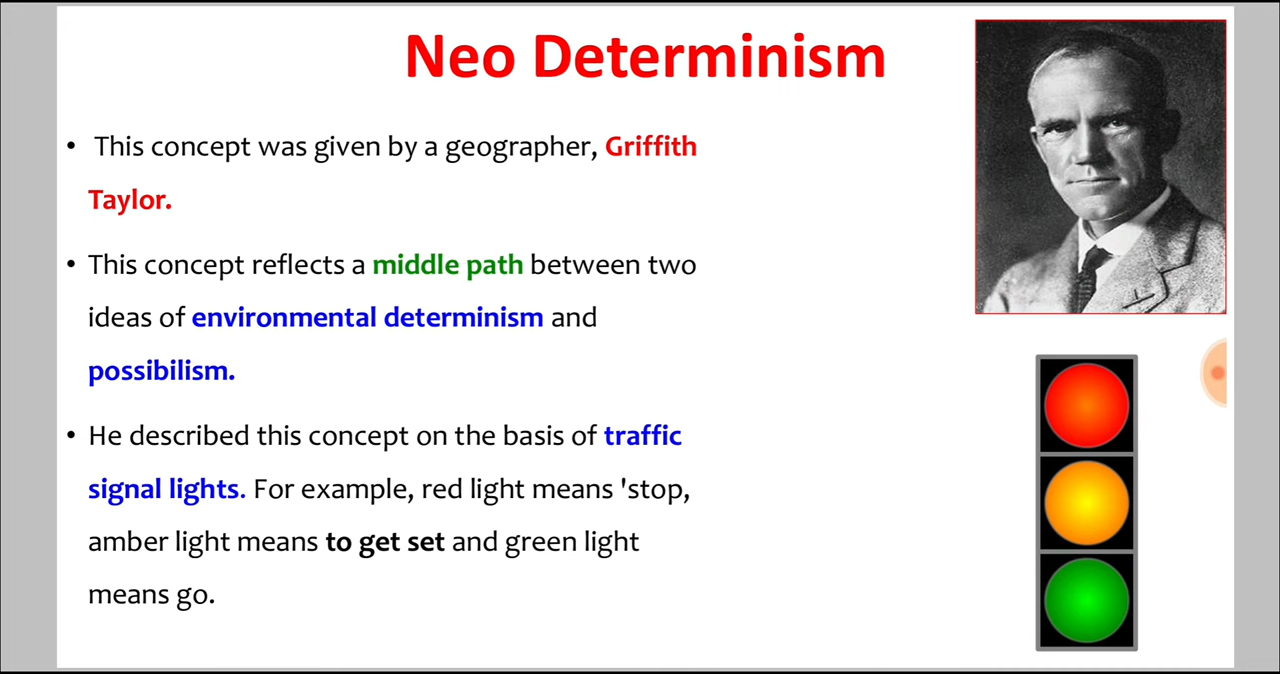 Neo Determinism
• This concept was given by a geographer, Griffith
Taylor.
• This concept reflects a middle path between two
ideas of environmental determinism and
possibilism.
• He described this concept on the basis of traffic
signal lights. For example, red light means 'stop,
amber light means to get set and green light
means go.